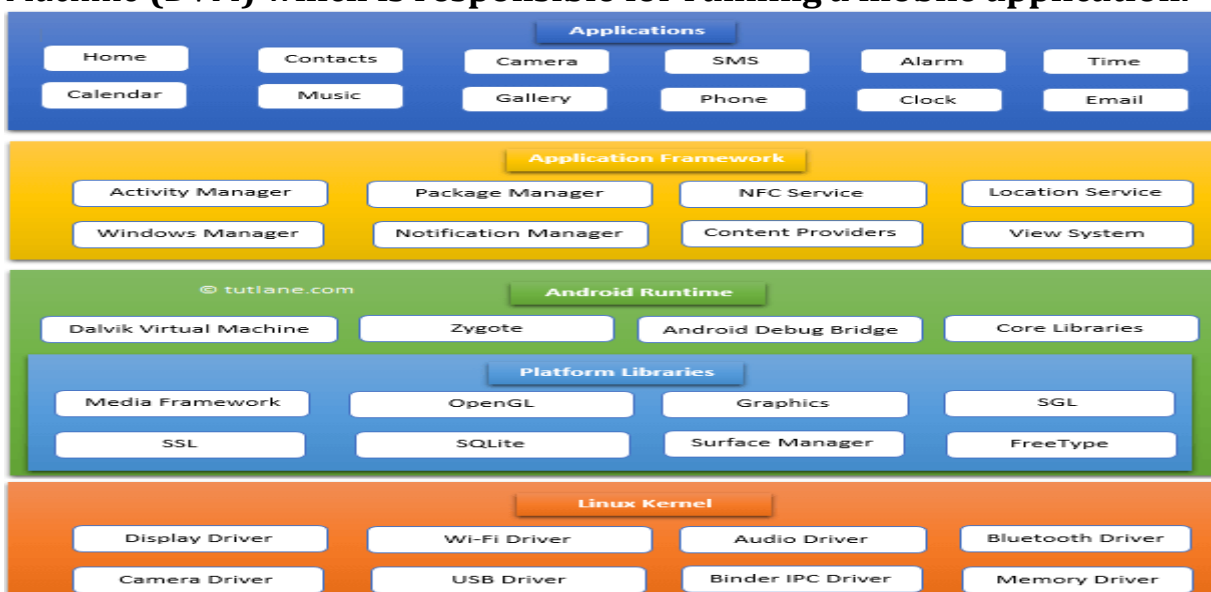 Machine (DVM) which is responsible for running a mobile application.
Applications
Home Contacts Camera SMS Alarm Time
Calendar Music Gallery Phone Clock Email
Application Framework
Activity Manager Package Manager NFC Service Location Service
Windows Manager Notification Manager Content Providers View System
© tutlane.com Android Runtime
Dalvik Virtual Machine Zygote Android Debug Bridge Core Libraries
Platform Libraries
Media Framework OpenGL Graphics SGL
SSL SQLite Surface Manager FreeType
Linux Kernel
Display Driver Wi-Fi Driver Audio Driver Bluetooth Driver
Camera Driver USB Driver Binder IPC Driver Memory Driver